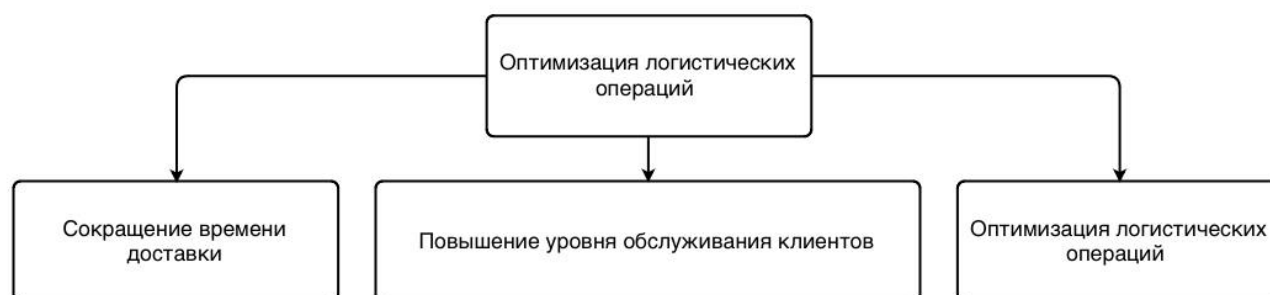 Оптимизация логистических
операций
Сокращение времени
доставки
Повышение уровня обслуживания клиентов
Оптимизация логистических
операций